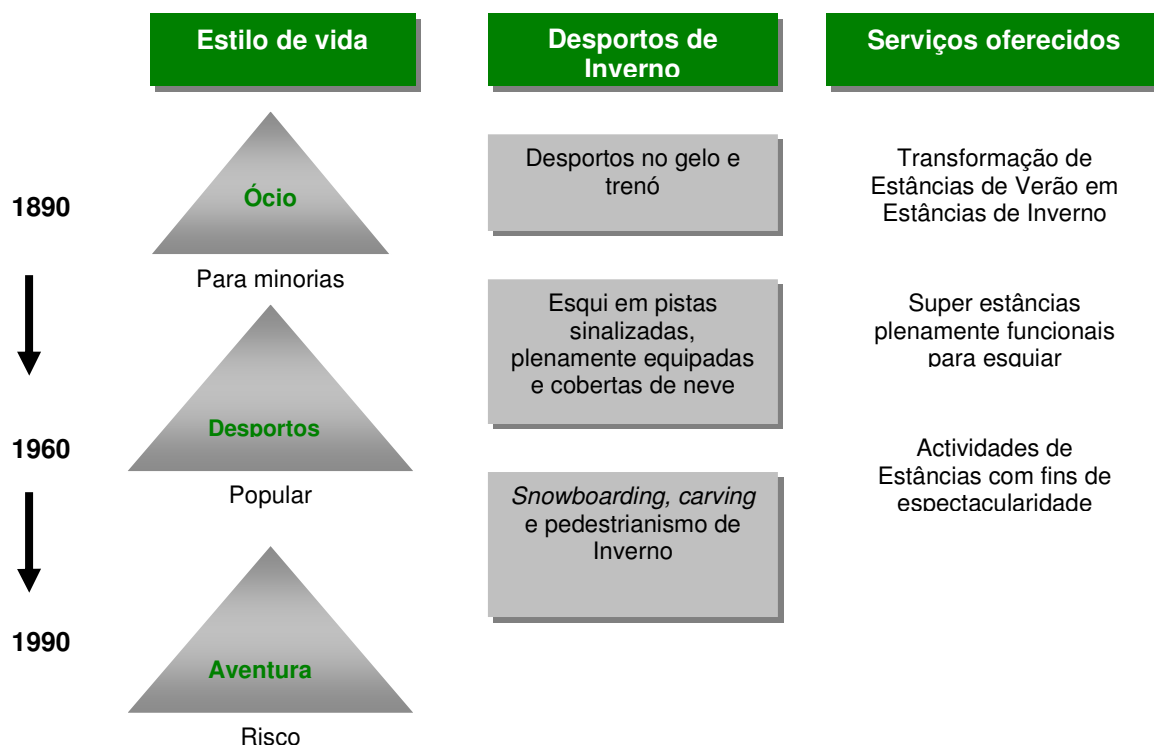 Estilo de vida
Desportos de
Inverno
Serviços oferecidos
1890
Ócio
Para minorias
Desportos no gelo e
trenó
Transformação de
Estâncias de Verão em
Estâncias de Inverno
1960
Desportos
Popular
Esqui em pistas
sinalizadas,
plenamente equipadas
e cobertas de neve
Super estâncias
plenamente funcionais
para esquiar
1990
Aventura
Risco
Snowboarding, carving
e pedestrianismo de
Inverno
Actividades de
Estâncias com fins de
espectacularidade